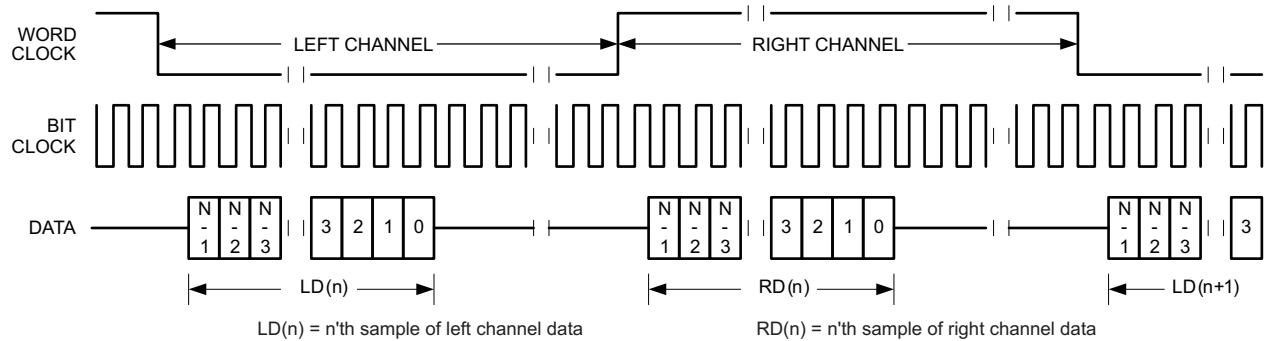 WORD
CLOCK
LEFT CHANNEL
RIGHT CHANNEL
BIT
CLOCK
DATA
N
-
1
N
-
2
N
-
3
3 2 1 0
N
-
1
N
-
2
N
-
3
3 2 1 0
N
-
1
N
-
2
N
-
3
3
LD(n)
RD(n)
LD(n+1)
LD(n) = n'th sample of left channel data
RD(n) = n'th sample of right channel data